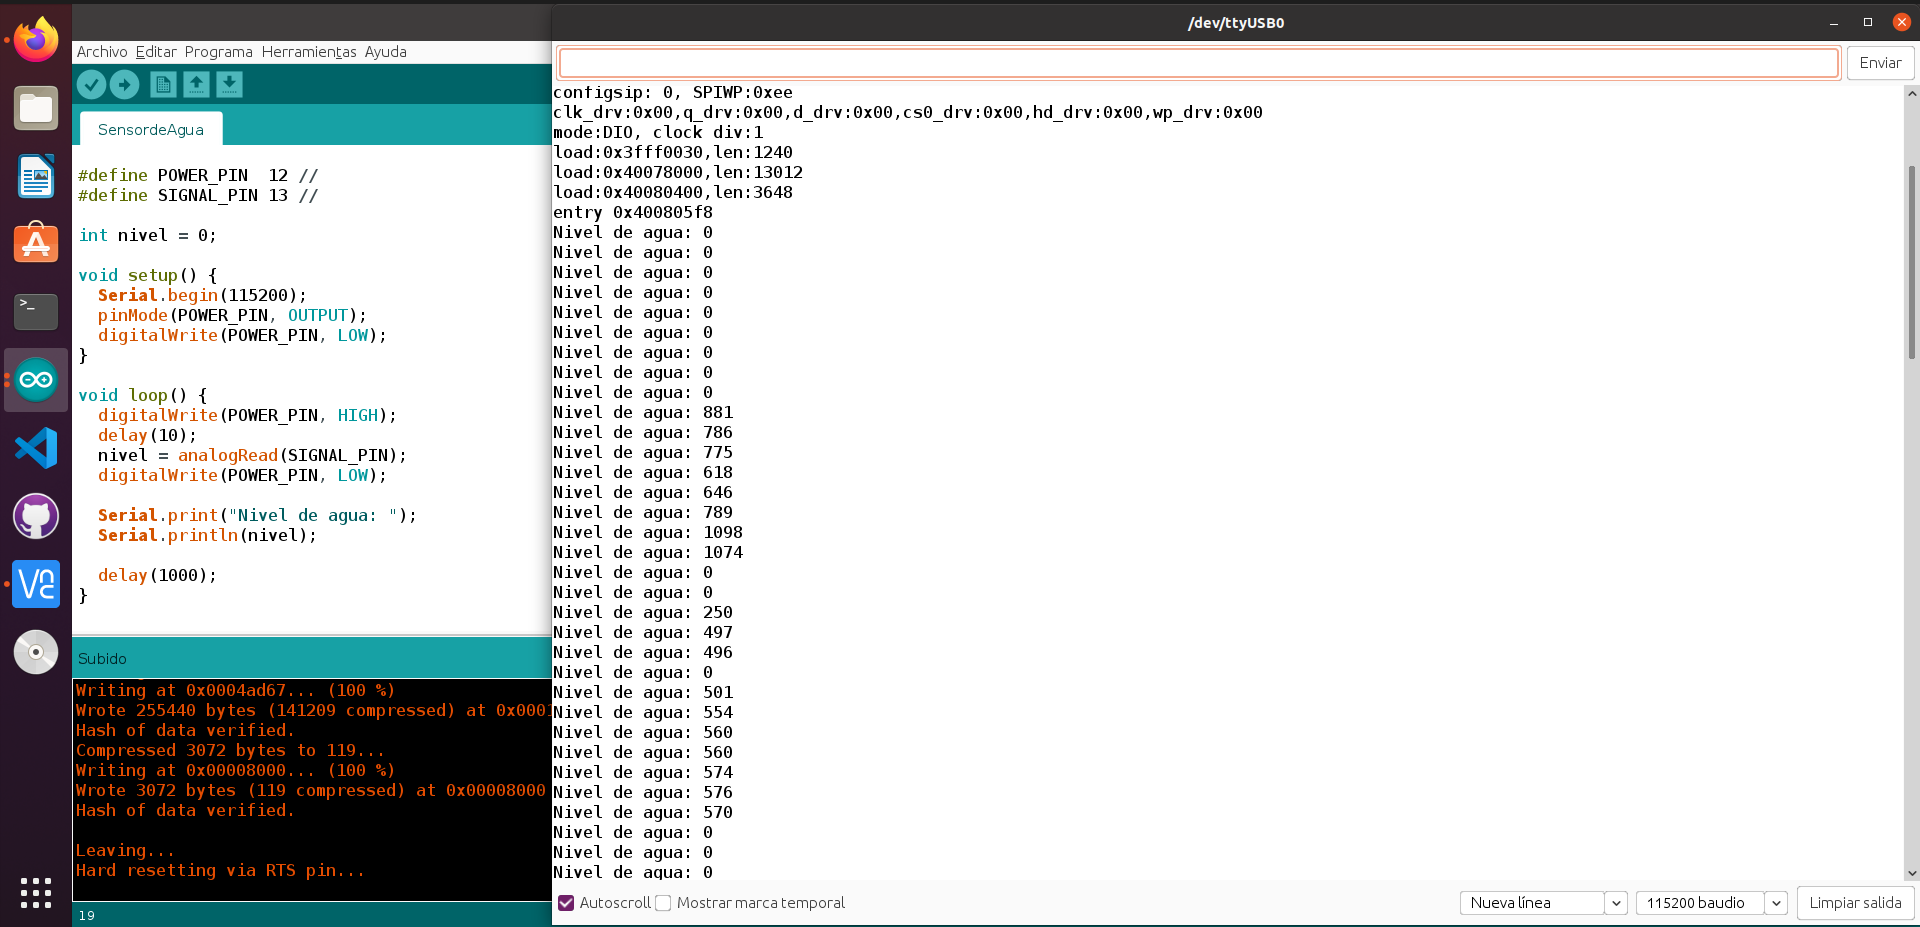 /dev/ttyUSB0
Archivo Editar Programa Herramientas Ayuda
Enviar
SensordeAgua
#define POWER_PIN  12 //
#define SIGNAL_PIN 13 //
int nivel = 0;
void setup() {
Serial.begin(115200);
pinMode(POWER_PIN, OUTPUT);
digitalWrite(POWER_PIN, LOW);
}
void loop() {
digitalWrite(POWER_PIN, HIGH);
delay(10);
nivel = analogRead(SIGNAL_PIN);
digitalWrite(POWER_PIN, LOW);
Serial.print("Nivel de agua: ");
Serial.println(nivel);
delay(1000);
}
Subido
Writing at 0x0004ad67... (100 %)
Wrote 255440 bytes (141209 compressed) at 0x0001
Hash of data verified.
Compressed 3072 bytes to 119...
Writing at 0x00008000... (100 %)
Wrote 3072 bytes (119 compressed) at 0x00008000
Hash of data verified.
Leaving...
Hard resetting via RTS pin...
19
configsip: 0, SPIWP:0xee
clk_drv:0x00,q_drv:0x00,d_drv:0x00,cs0_drv:0x00,hd_drv:0x00,wp_drv:0x00
mode:DIO, clock div:1
load:0x3fff0030,len:1240
load:0x40078000,len:13012
load:0x40080400,len:3648
entry 0x400805f8
Nivel de agua: 0
Nivel de agua: 0
Nivel de agua: 0
Nivel de agua: 0
Nivel de agua: 0
Nivel de agua: 0
Nivel de agua: 0
Nivel de agua: 0
Nivel de agua: 0
Nivel de agua: 881
Nivel de agua: 786
Nivel de agua: 775
Nivel de agua: 618
Nivel de agua: 646
Nivel de agua: 789
Nivel de agua: 1098
Nivel de agua: 1074
Nivel de agua: 0
Nivel de agua: 0
Nivel de agua: 250
Nivel de agua: 497
Nivel de agua: 496
Nivel de agua: 0
Nivel de agua: 501
Nivel de agua: 554
Nivel de agua: 560
Nivel de agua: 560
Nivel de agua: 574
Nivel de agua: 576
Nivel de agua: 570
Nivel de agua: 0
Nivel de agua: 0
Nivel de agua: 0
Autoscroll Mostrar marca temporal
Nueva línea
115200 baudio
Limpiar salida